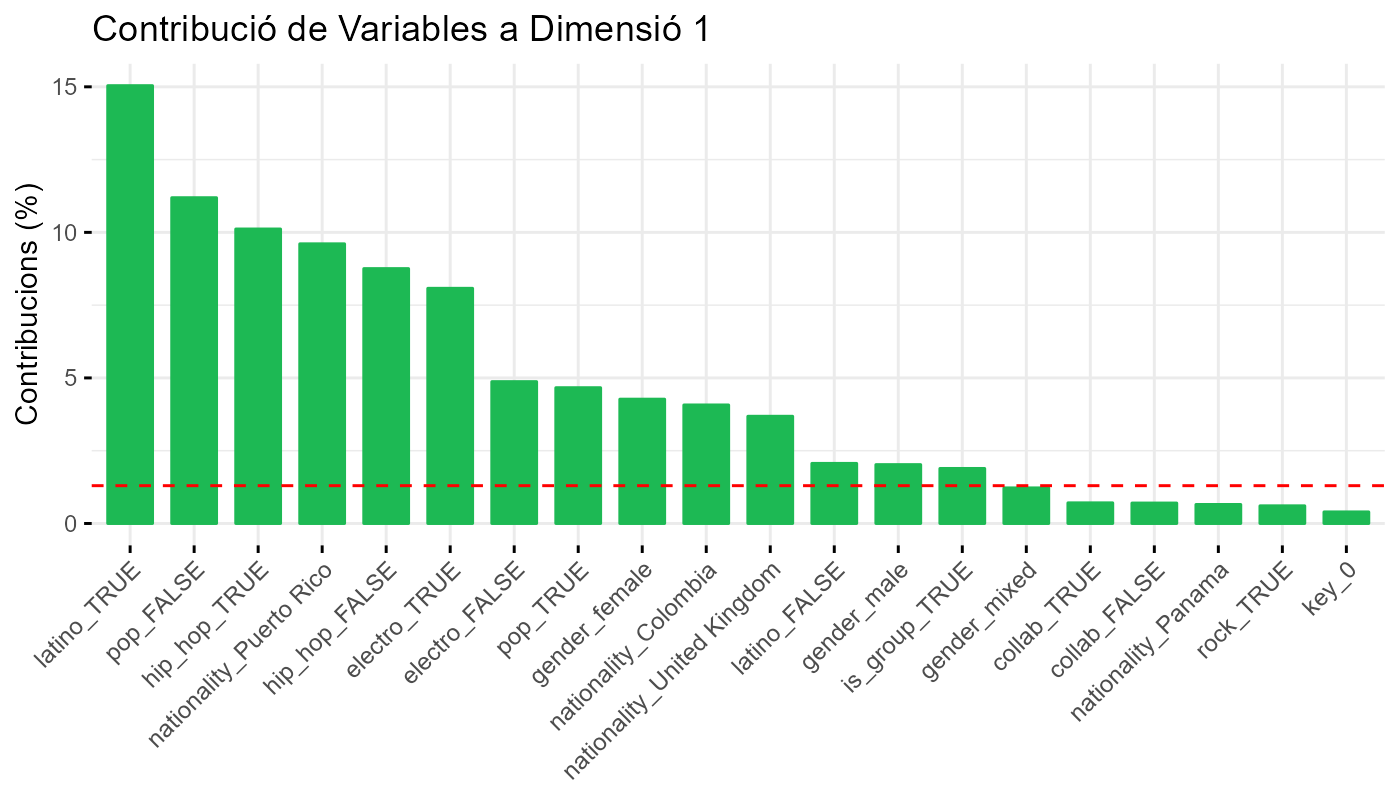 Contribució de Variables a Dimensió 1
Contribucions (%)
15
10
5
0
latino_TRUE
pop_FALSE
hip_hop_TRUE
nationality_Puerto Rico
hip_hop_FALSE
electro_TRUE
electro_FALSE
pop_TRUE
gender_female
nationality_Colombia
nationality_United Kingdom
latino_FALSE
gender_male
is_group_TRUE
gender_mixed
collab_TRUE
collab_FALSE
nationality_Panama
rock_TRUE
key_0